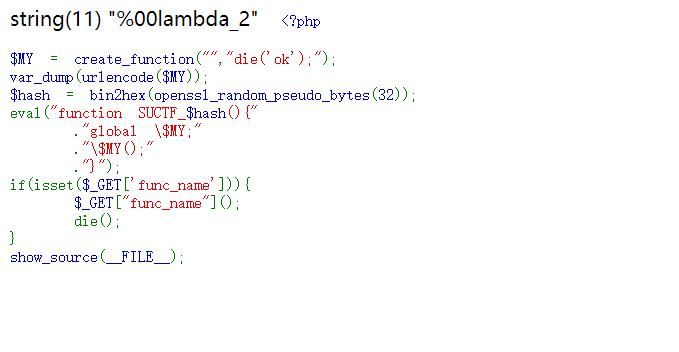 string(11) "%00lambda_2" <?php
$MY = create_function("","die('ok');");
var_dump(urlencode($MY));
$hash = bin2hex(openssl_random_pseudo_bytes(32));
eval("function SUCTF_$hash(){"
."global \$MY;"
."\$MY();"
."}");
if(isset($_GET['func_name'])){
$_GET["func_name"]();
die();
}
show_source(__FILE__);